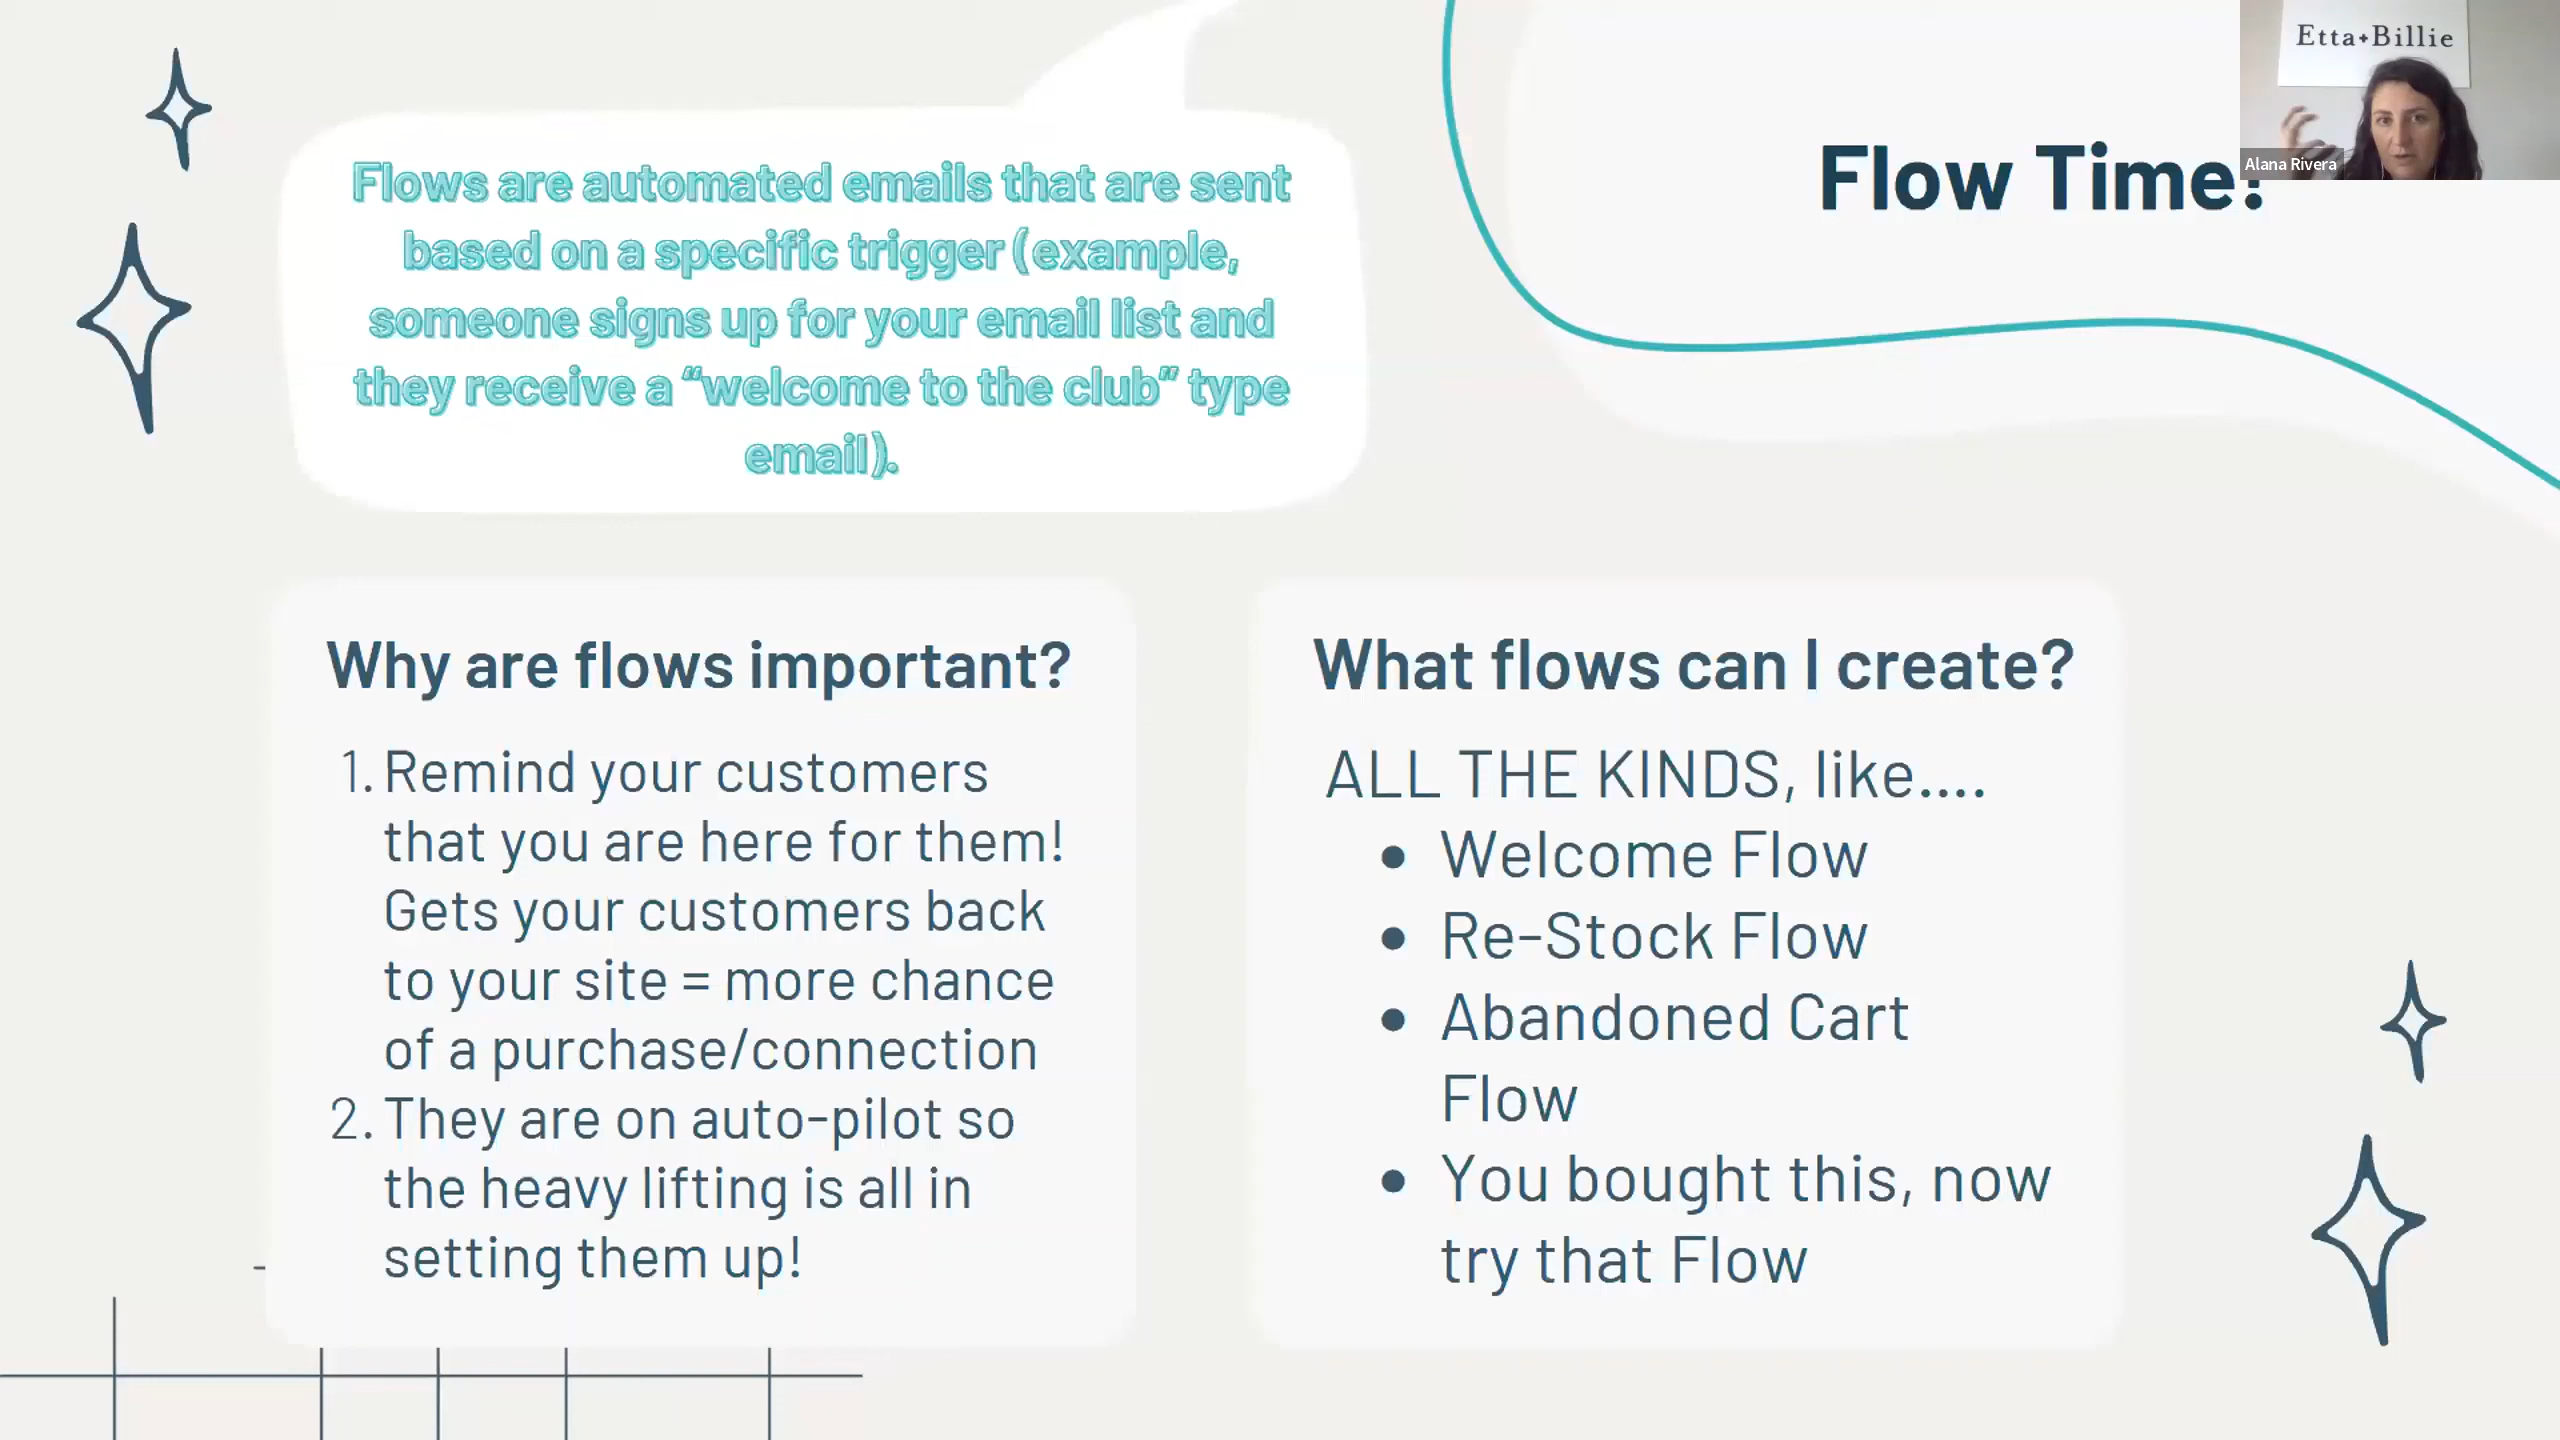 Etta+Billie
Alana Rivera
Flow Time!
Flows are automated emails that are sent
based on a specific trigger (example,
someone signs up for your email list and
they receive a “welcome to the club” type
email).
Why are flows important?
1. Remind your customers
that you are here for them!
Gets your customers back
to your site = more chance
of a purchase/connection
2. They are on auto-pilot so
the heavy lifting is all in
setting them up!
What flows can I create?
ALL THE KINDS, like....
• Welcome Flow
• Re-Stock Flow
• Abandoned Cart
Flow
• You bought this, now
try that Flow